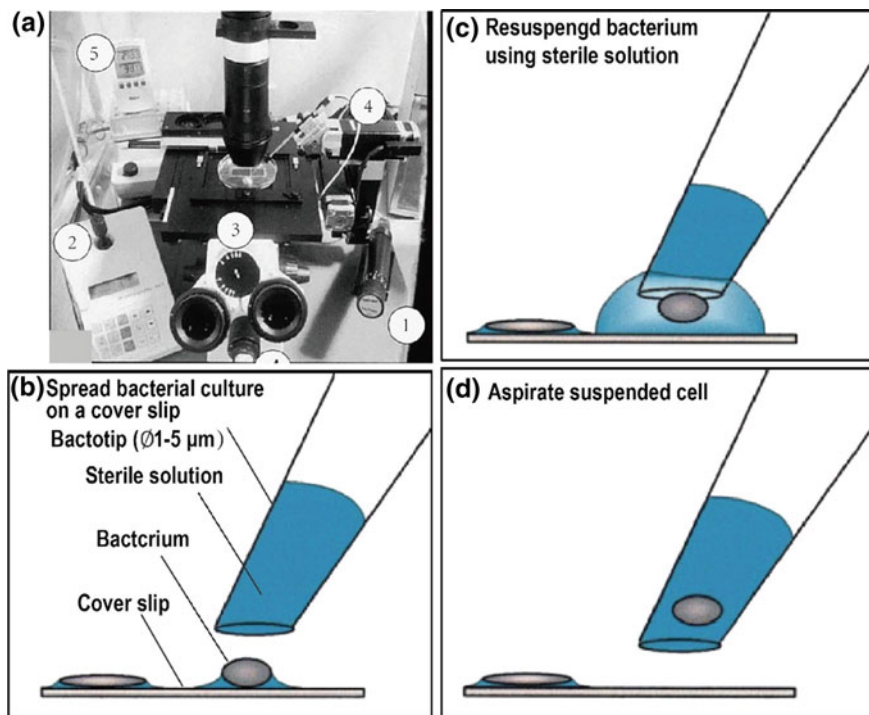 (a)
5
4
2
3
1
(b) Spread bacterial culture
on a cover slip
Bactotip (Ø1-5 µm)
Sterile solution
Bactcrium
Cover slip
(c) Resuspengd bacterium
using sterile solution
(d) Aspirate suspended cell